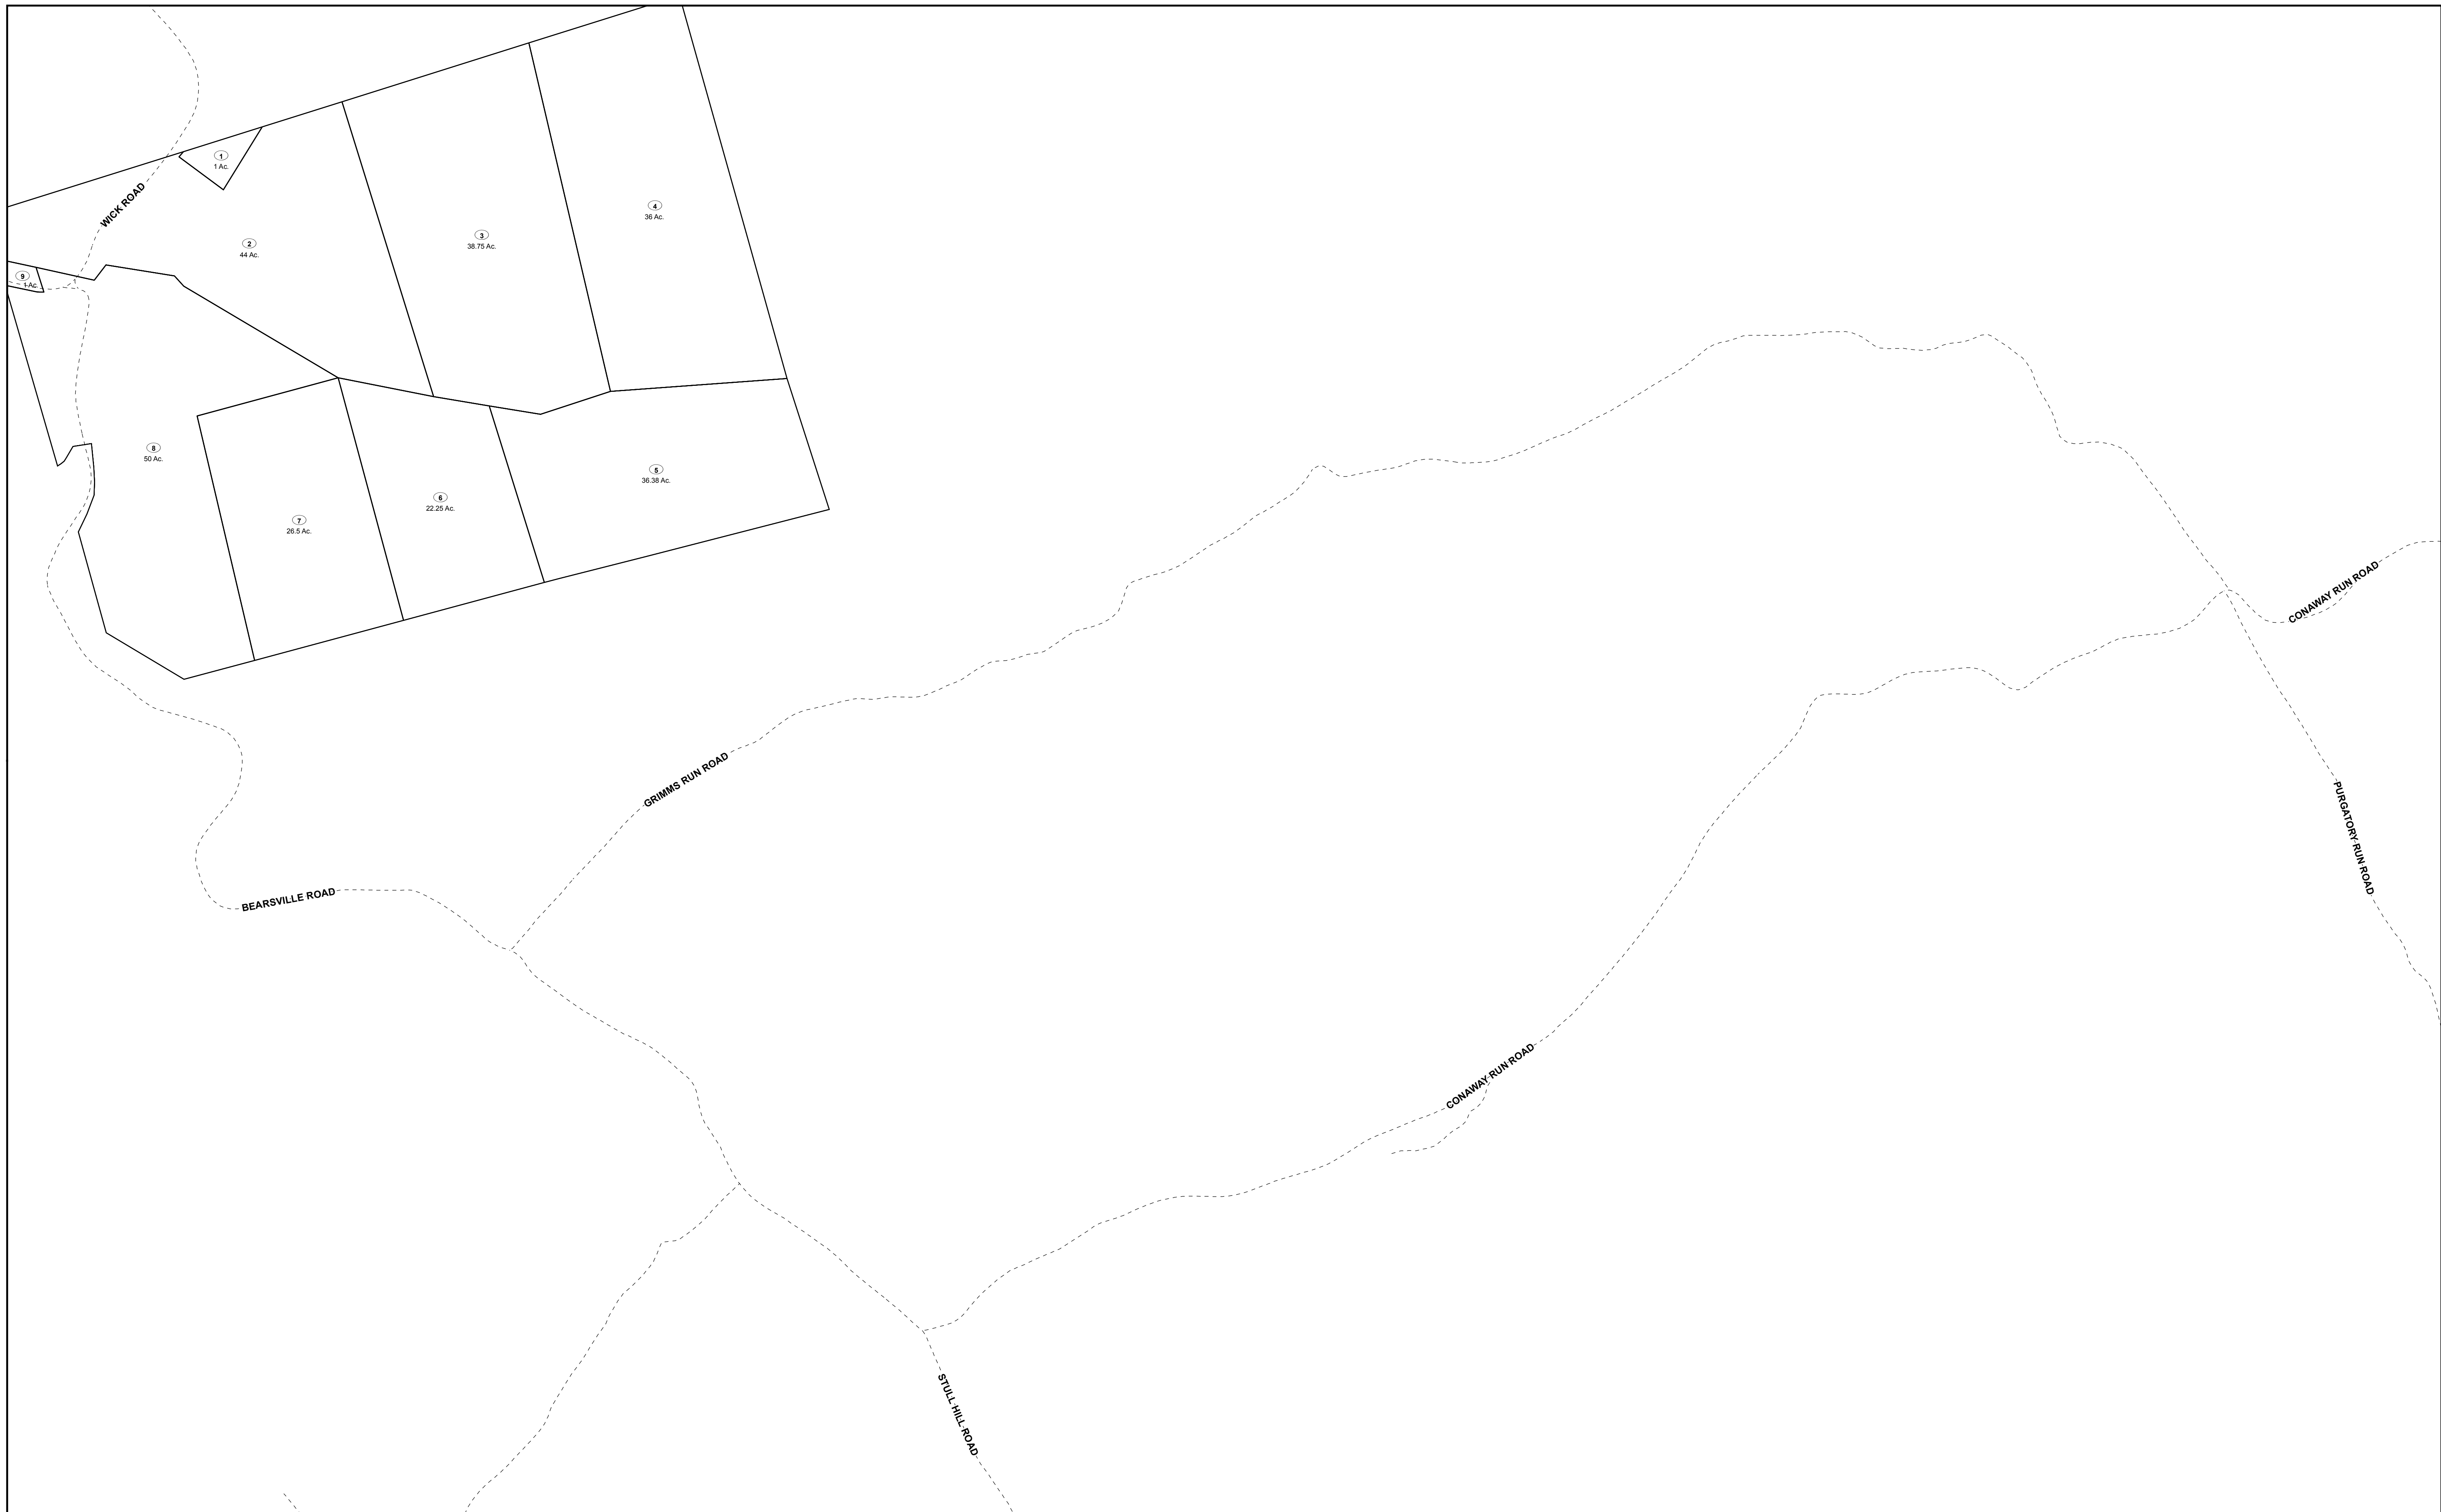 1
1 Ac.
WICK ROAD
4
36 Ac.
3
38.75 Ac.
2
44 Ac.
9
1 Ac.
8
50 Ac.
5
36.38 Ac.
6
22.25 Ac.
7
26.5 Ac.
CONAWAY RUN ROAD
GRIMMS RUN ROAD
PURGATORY RUN ROAD
BEARSVILLE ROAD
CONAWAY RUN ROAD
STULL HILL ROAD